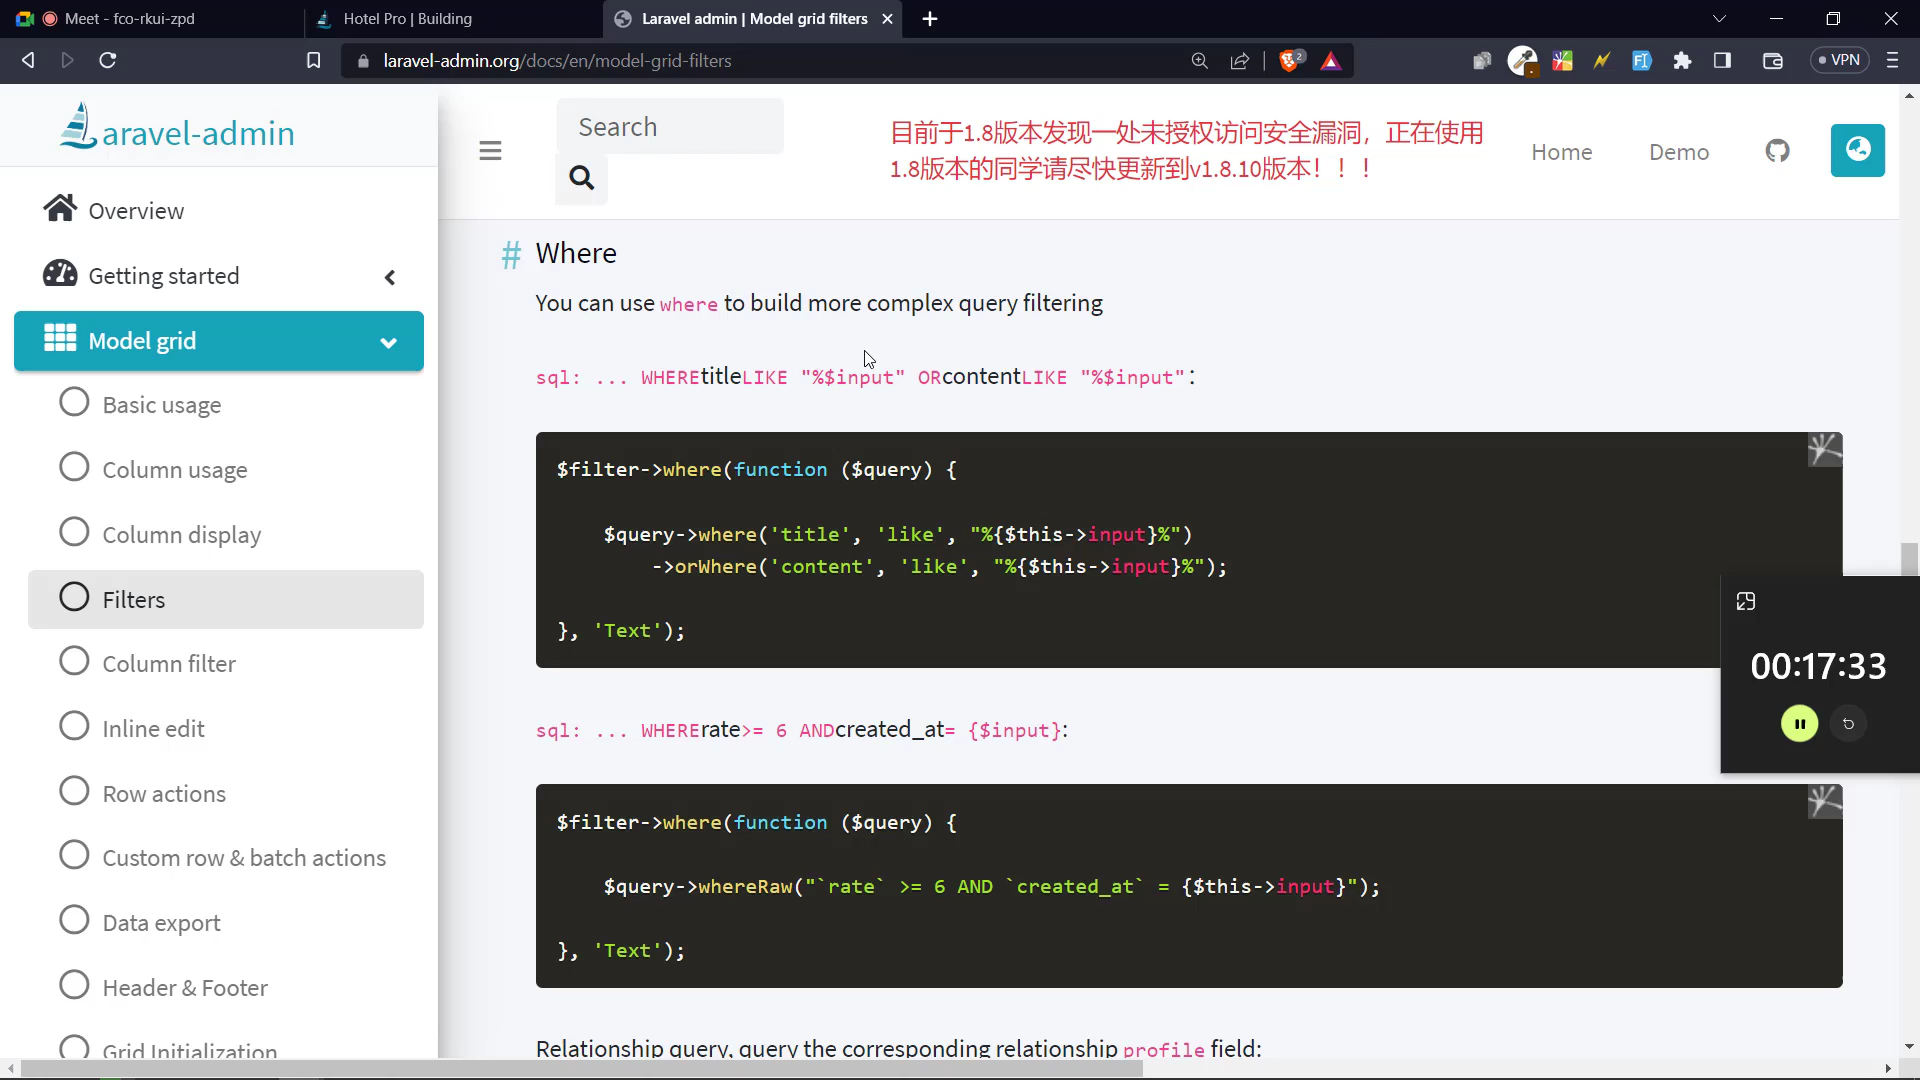 Meet - fco-rkui-zpd
Hotel Pro | Building
Laravel admin | Model grid filters
laravel-admin.org/docs/en/model-grid-filters
2
VPN
aravel-admin
Search
目前于1.8版本发现一处未授权访问安全漏洞，正在使用
1.8版本的同学请尽快更新到v1.8.10版本！！！
Home
Demo
Overview
Getting started
Model grid
Basic usage
Column usage
Column display
Filters
Column filter
Inline edit
Row actions
Custom row & batch actions
Data export
Header & Footer
Grid Initialization
# Where
You can use where to build more complex query filtering
sql: ... WHEREtitleLIKE "%$input" ORcontentLIKE "%$input":
$filter->where(function ($query) {
$query->where('title', 'like', "%{$this->input}%")
->orWhere('content', 'like', "%{$this->input}%");
}, 'Text');
sql: ... WHERErate>= 6 ANDcreated_at= {$input}:
$filter->where(function ($query) {
$query->whereRaw("`rate` >= 6 AND `created_at` = {$this->input}");
}, 'Text');
Relationship query, query the corresponding relationship profile field:
00:17:33